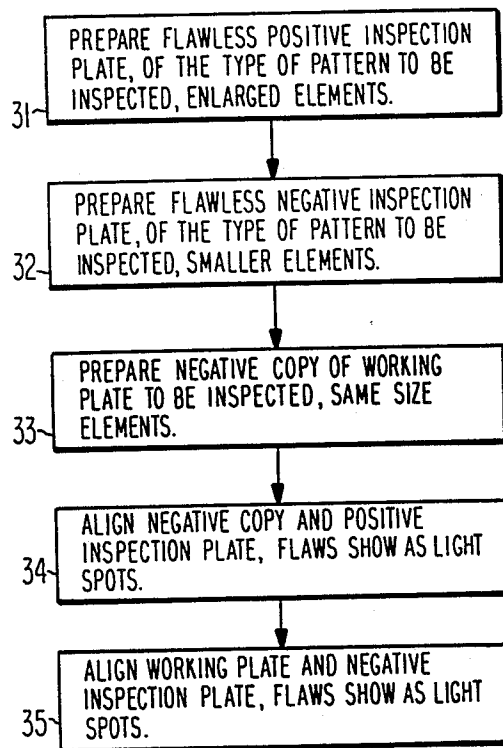 PREPARE FLAWLESS POSITIVE INSPECTION
PLATE, OF THE TYPE OF PATTERN TO BE
INSPECTED, ENLARGED ELEMENTS.
31
PREPARE FLAWLESS NEGATIVE INSPECTION
PLATE, OF THE TYPE OF PATTERN TO BE
INSPECTED, SMALLER ELEMENTS.
32
PREPARE NEGATIVE COPY OF WORKING
PLATE TO BE INSPECTED, SAME SIZE
ELEMENTS.
33
ALIGN NEGATIVE COPY AND POSITIVE
INSPECTION PLATE, FLAWS SHOW AS LIGHT
SPOTS.
34
ALIGN WORKING PLATE AND NEGATIVE
INSPECTION PLATE, FLAWS SHOW AS LIGHT
SPOTS.
35